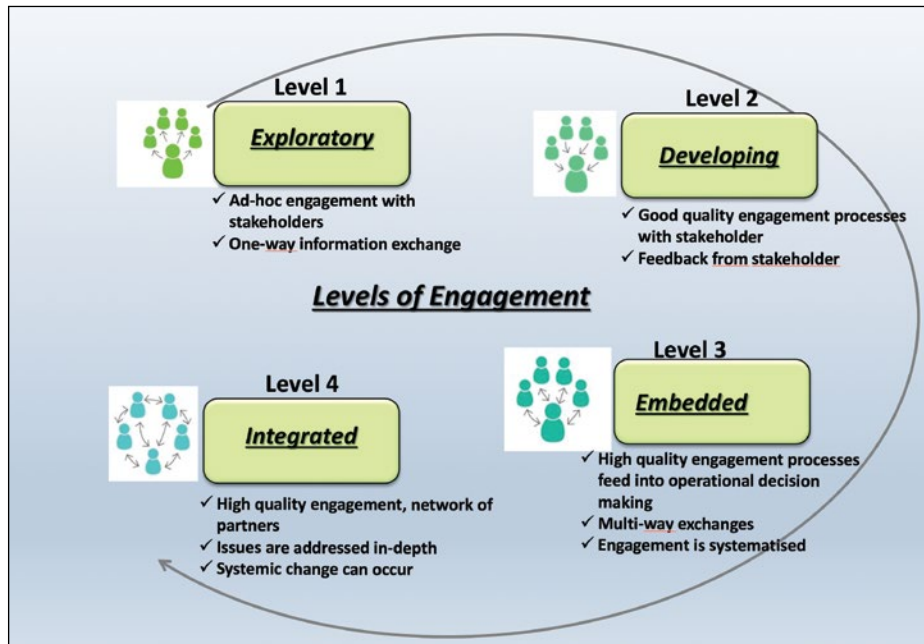 Level 1
Exploratory
✓ Ad-hoc engagement with
stakeholders
✓ One-way information exchange
Level 2
Developing
✓ Good quality engagement processes
with stakeholder
✓ Feedback from stakeholder
Levels of Engagement
Level 3
Embedded
✓ High quality engagement processes
feed into operational decision
making
✓ Multi-way exchanges
✓ Engagement is systematised
Level 4
Integrated
✓ High quality engagement, network of
partners
✓ Issues are addressed in-depth
✓ Systemic change can occur